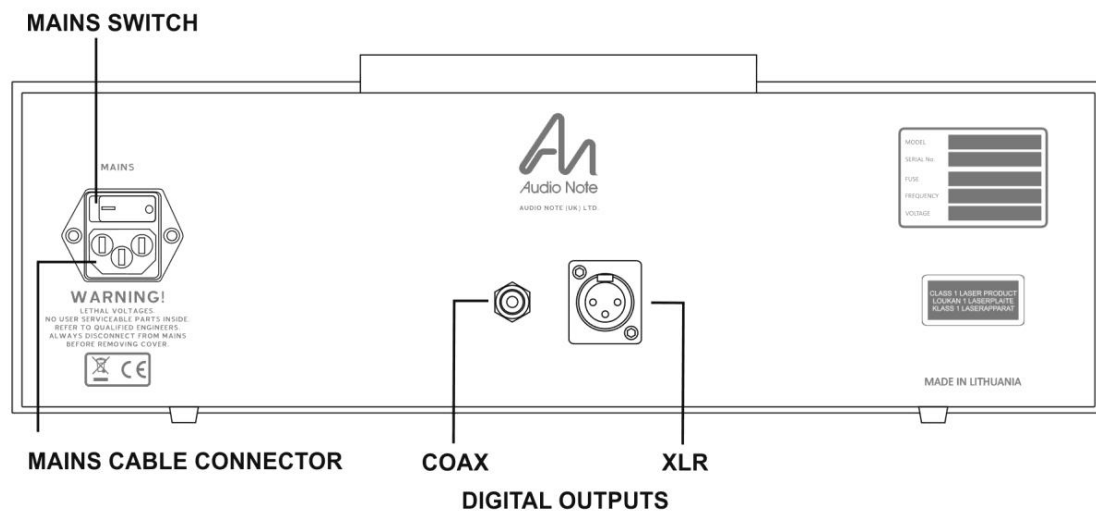 MAINS SWITCH
MAINS
WARNING!
LETHAL VOLTAGES.
NO USER SERVICEABLE PARTS INSIDE.
REFER TO QUALIFIED ENGINEERS.
ALWAYS DISCONNECT FROM MAINS
BEFORE REMOVING COVER.
CE
Audio Note
AUDIO NOTE (UK) LTD.
MODEL
SERIAL No.
FUSE
FREQUENCY
VOLTAGE
CLASS 1 LASER PRODUCT
LOUKAN 1 LASERPLAITE
KLASS 1 LASERAPPARAT
MADE IN LITHUANIA
MAINS CABLE CONNECTOR
COAX
XLR
DIGITAL OUTPUTS